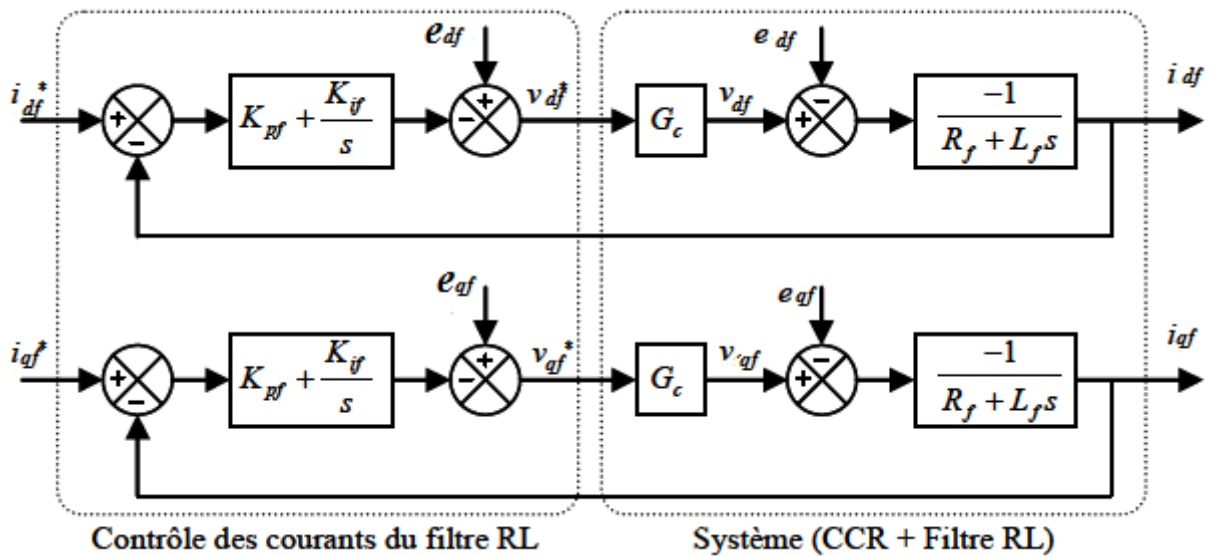 e_df e_df
i_df* + - K_pf + K_if/s - + v_df* G_c v_df + - -1/(R_f + L_f s) i_df
e_qf e_qf
i_qf* + - K_pf + K_if/s - + v_qf* G_c v_qf + - -1/(R_f + L_f s) i_qf
Contrôle des courants du filtre RL Système (CCR + Filtre RL)